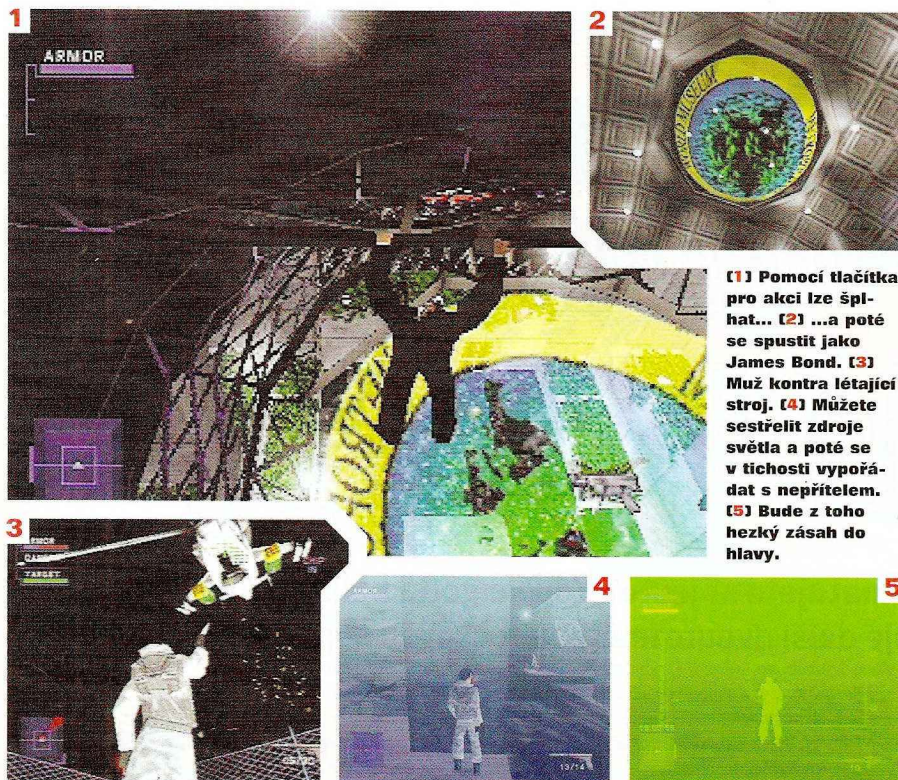 1
ARMOR
2
WORLD MUSEUM
[1] Pomocí tlačítka
pro akci lze špl-
hat... [2] ...a poté
se spustit jako
James Bond. [3]
Muž kontra létající
stroj. [4] Můžete
sestřelit zdroje
světla a poté se
v tichosti vypořá-
dat s nepřítelem.
[5] Bude z toho
hezký zásah do
hlavy.
3
ARMOR
TARGET
4
ARMOR
13/14
5